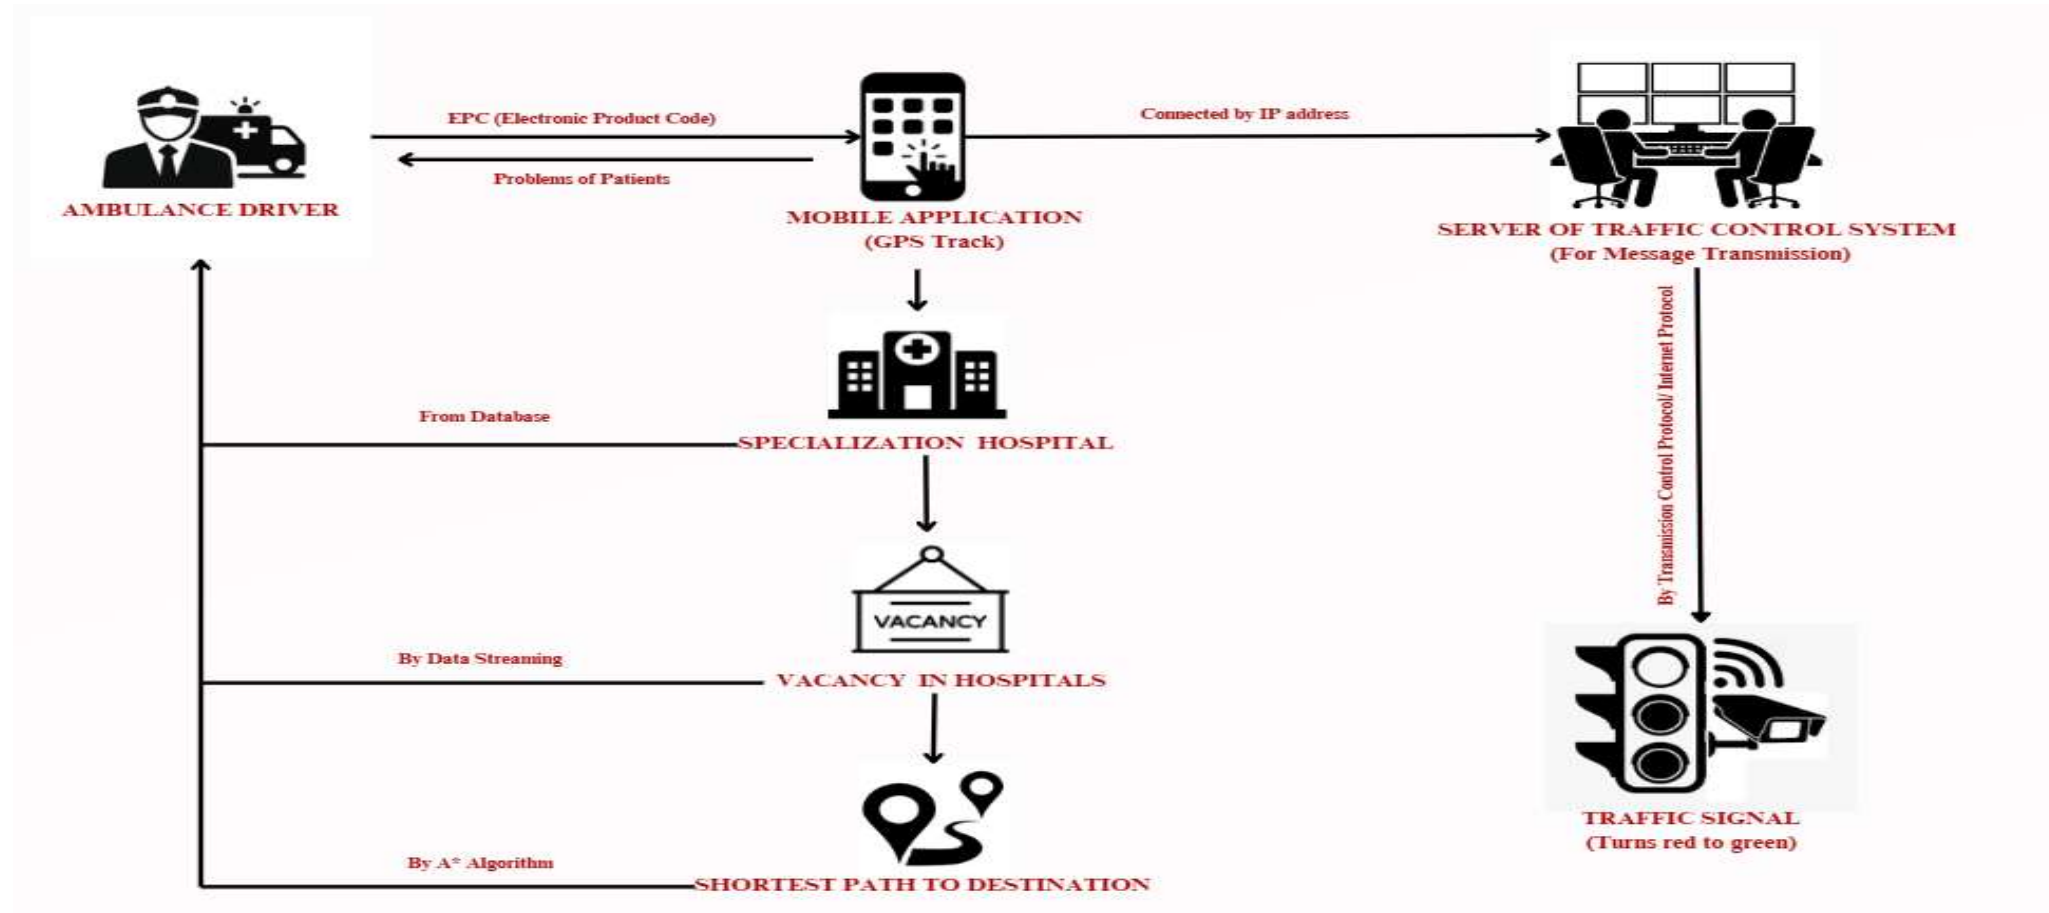 EPC (Electronic Product Code)
Connected by IP address
Problems of Patients
AMBULANCE DRIVER
MOBILE APPLICATION
(GPS Track)
SERVER OF TRAFFIC CONTROL SYSTEM
(For Message Transmission)
By Transmission Control Protocol/ Internet Protocol
From Database
SPECIALIZATION HOSPITAL
VACANCY
By Data Streaming
VACANCY IN HOSPITALS
TRAFFIC SIGNAL
(Turns red to green)
By A* Algorithm
SHORTEST PATH TO DESTINATION